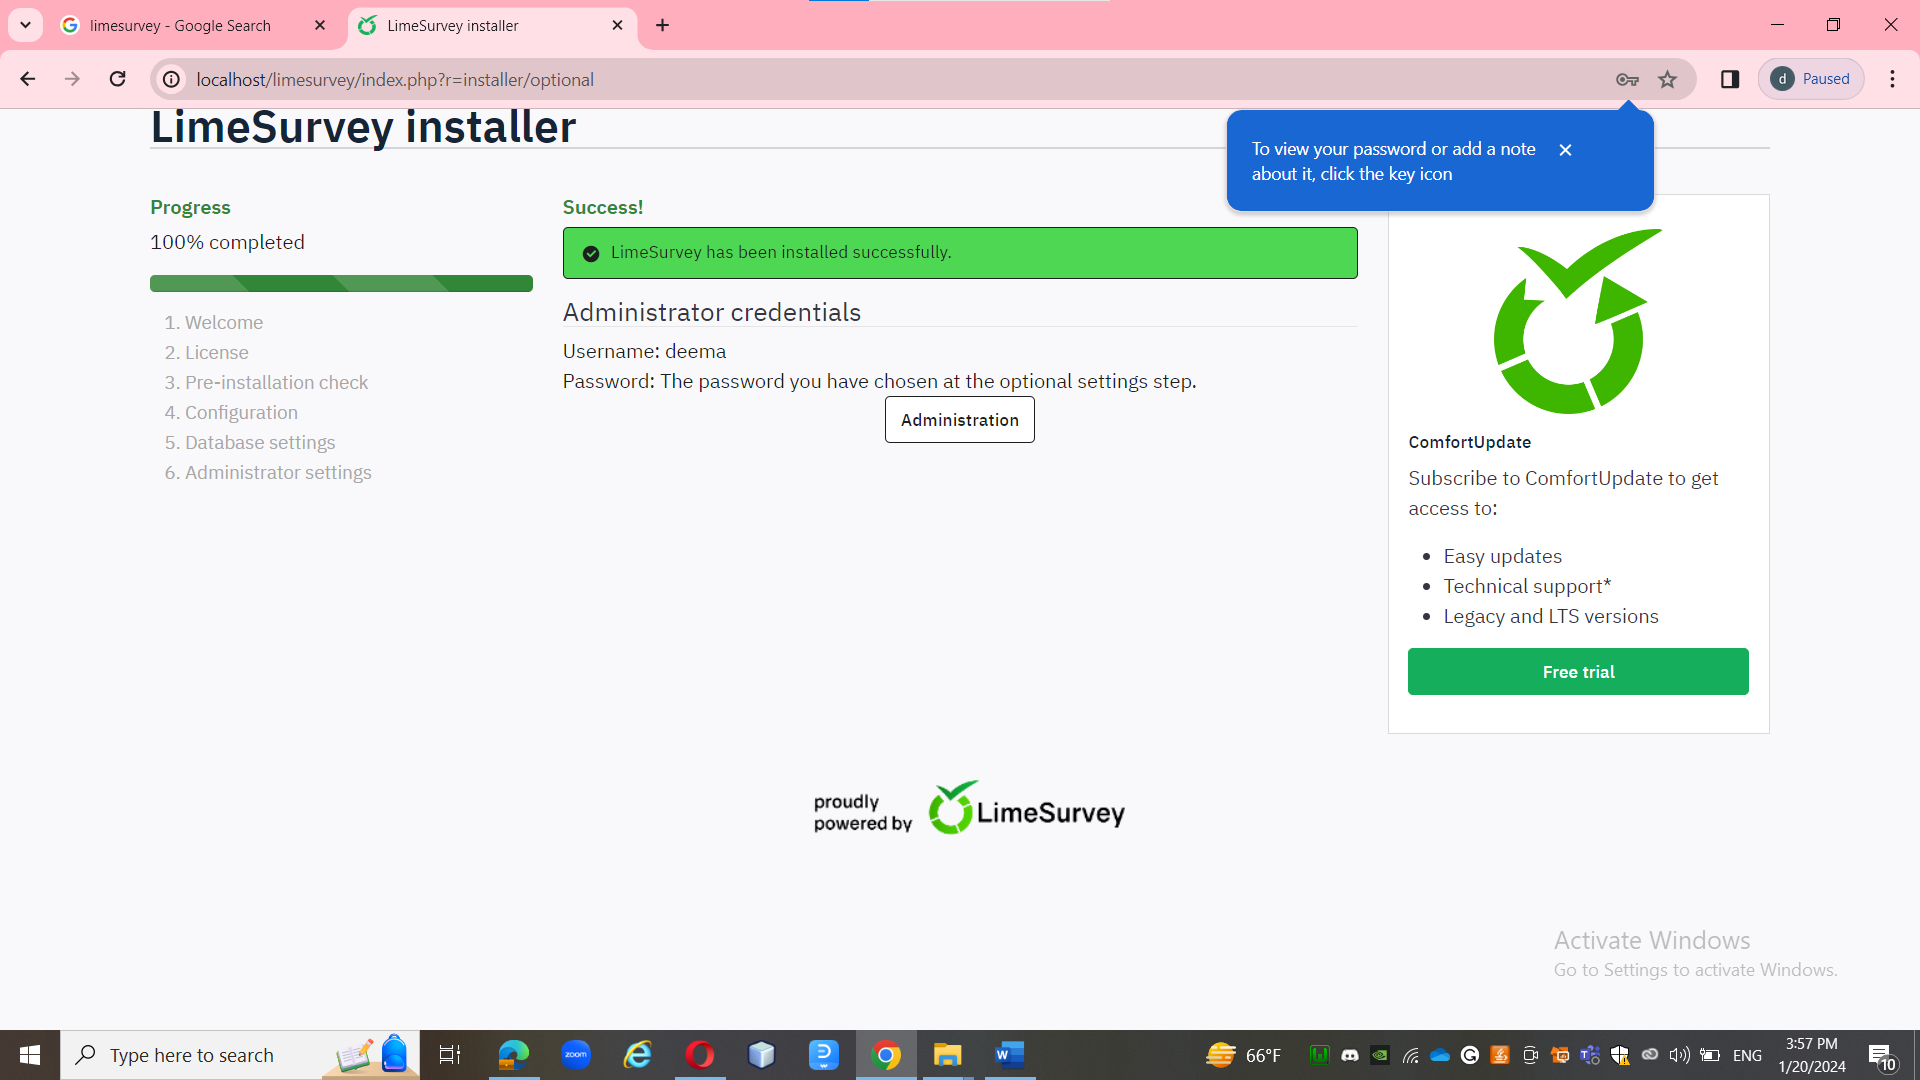 limesurvey - Google Search
LimeSurvey installer
localhost/limesurvey/index.php?r=installer/optional
d Paused
LimeSurvey installer
To view your password or add a note
about it, click the key icon
Progress
100% completed
1. Welcome
2. License
3. Pre-installation check
4. Configuration
5. Database settings
6. Administrator settings
Success!
LimeSurvey has been installed successfully.
Administrator credentials
Username: deema
Password: The password you have chosen at the optional settings step.
Administration
ComfortUpdate
Subscribe to ComfortUpdate to get
access to:
Easy updates
Technical support*
Legacy and LTS versions
Free trial
proudly
powered by
LimeSurvey
Activate Windows
Go to Settings to activate Windows.
Type here to search
zoom
66°F
ENG
3:57 PM
1/20/2024
10